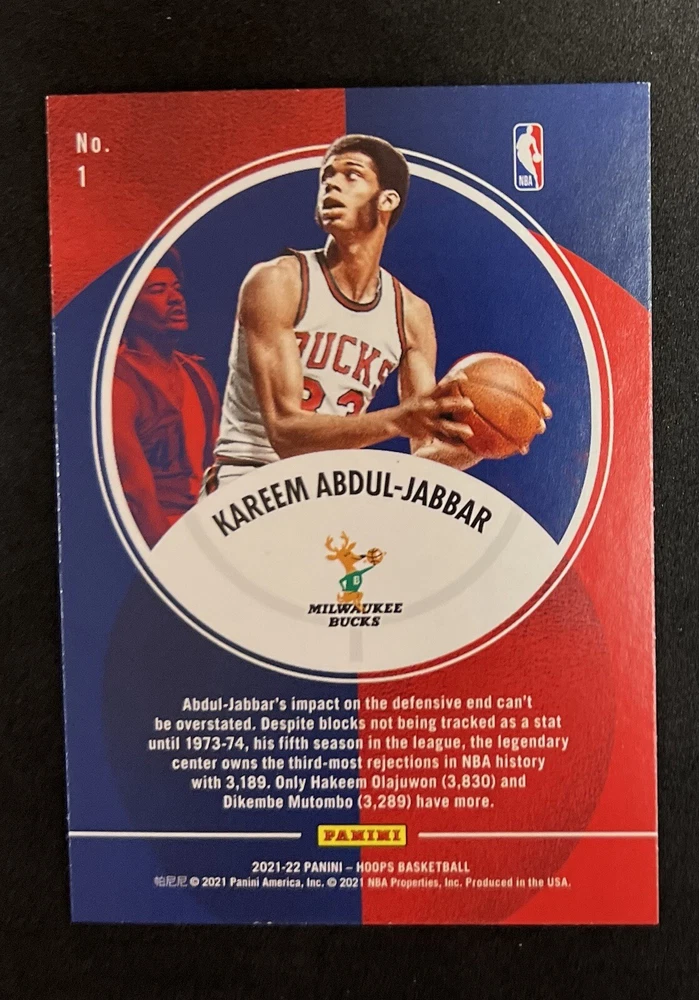 No.
1
NBA
BUCKS
33
KAREEM ABDUL-JABBAR
MILWAUKEE
BUCKS
Abdul-Jabbar's impact on the defensive end can't
be overstated. Despite blocks not being tracked as a stat
until 1973-74, his fifth season in the league, the legendary
center owns the third-most rejections in NBA history
with 3,189. Only Hakeem Olajuwon (3,830) and
Dikembe Mutombo (3,289) have more.
PANINI
2021-22 PANINI – HOOPS BASKETBALL
帕尼尼 © 2021 Panini America, Inc. © 2021 NBA Properties, Inc. Produced in the USA.